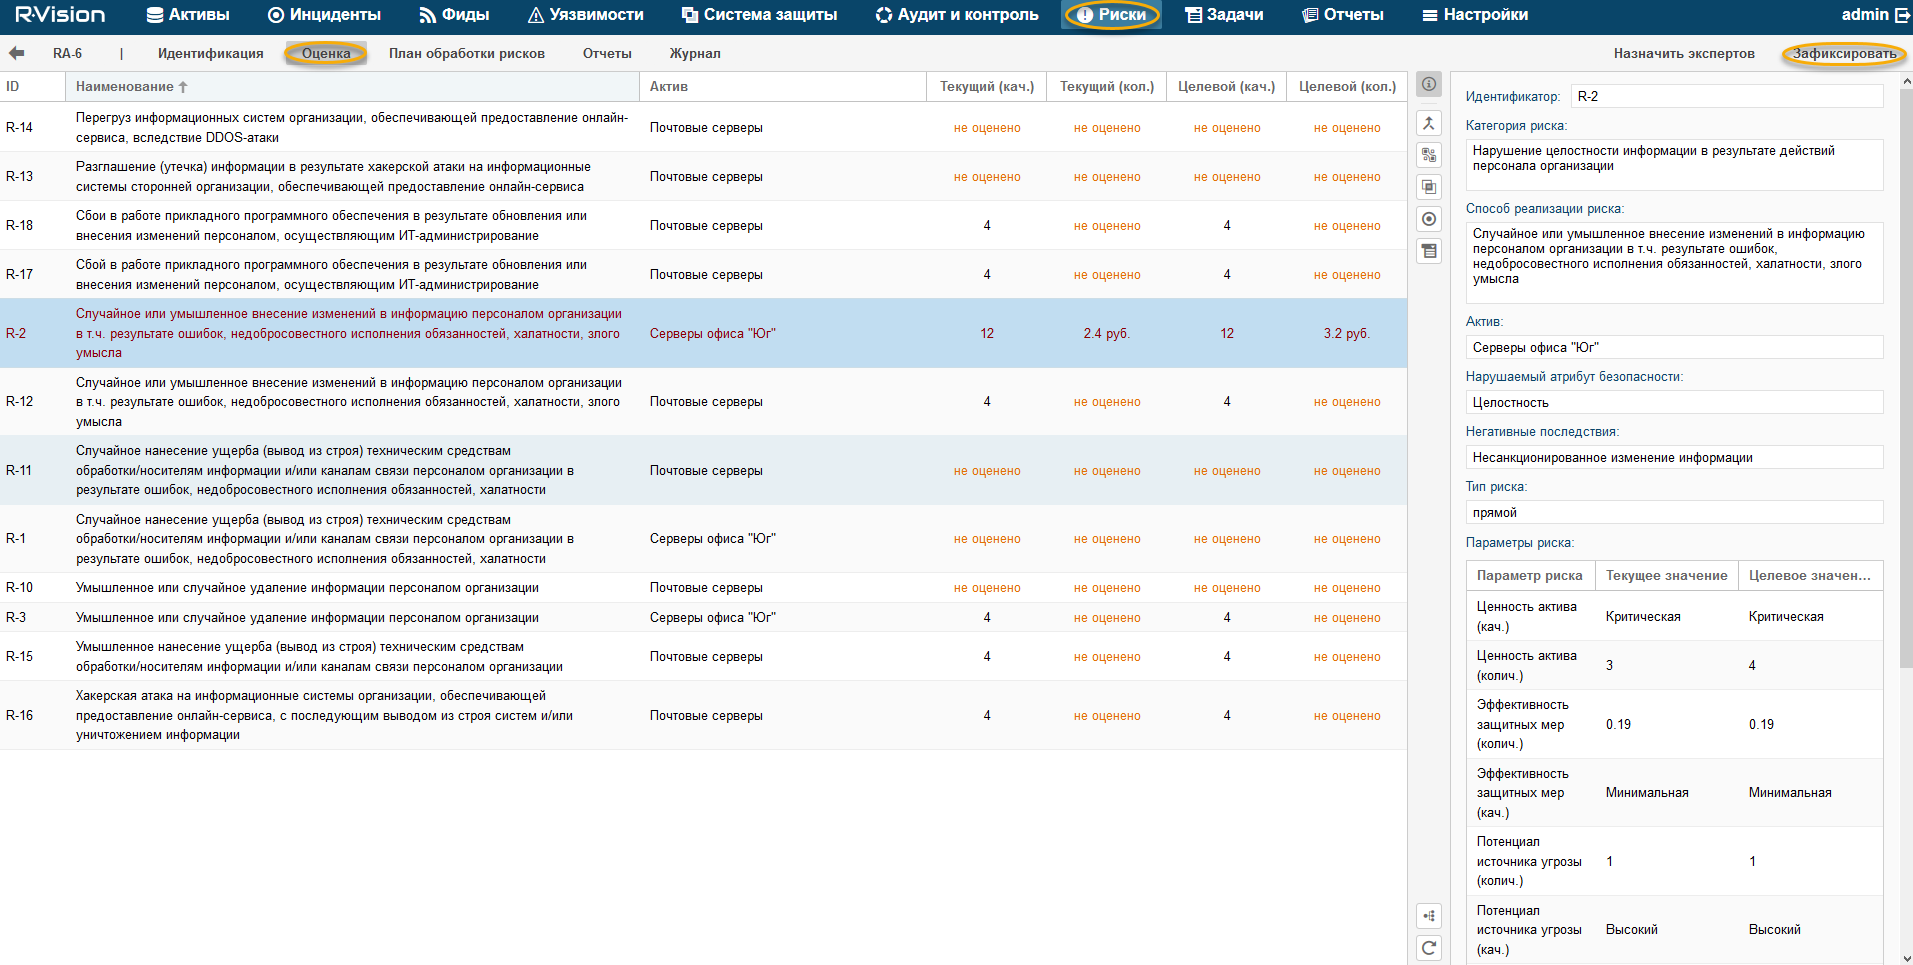 R·Vision Активы Инциденты Фиды Уязвимости Система защиты Аудит и контроль Риски Задачи Отчеты Настройки admin
RA-6 | Идентификация Оценка План обработки рисков Отчеты Журнал Назначить экспертов Зафиксировать
ID Наименование Актив Текущий (кач.) Текущий (кол.) Целевой (кач.) Целевой (кол.)
R-14 Перегруз информационных систем организации, обеспечивающей предоставление онлайн-
сервиса, вследствие DDOS-атаки Почтовые серверы не оценено не оценено не оценено не оценено
R-13 Разглашение (утечка) информации в результате хакерской атаки на информационные
системы сторонней организации, обеспечивающей предоставление онлайн-сервиса Почтовые серверы не оценено не оценено не оценено не оценено
R-18 Сбои в работе прикладного программного обеспечения в результате обновления или
внесения изменений персоналом, осуществляющим ИТ-администрирование Почтовые серверы 4 не оценено 4 не оценено
R-17 Сбой в работе прикладного программного обеспечения в результате обновления или
внесения изменений персоналом, осуществляющим ИТ-администрирование Почтовые серверы 4 не оценено 4 не оценено
Случайное или умышленное внесение изменений в информацию персоналом организации
R-2 в т.ч. результате ошибок, недобросовестного исполнения обязанностей, халатности, злого Серверы офиса "Юг" 12 2.4 руб. 12 3.2 руб.
умысла
Случайное или умышленное внесение изменений в информацию персоналом организации
R-12 в т.ч. результате ошибок, недобросовестного исполнения обязанностей, халатности, злого Почтовые серверы 4 не оценено 4 не оценено
умысла
Случайное нанесение ущерба (вывод из строя) техническим средствам
R-11 обработки/носителям информации и/или каналам связи персоналом организации в Почтовые серверы не оценено не оценено не оценено не оценено
результате ошибок, недобросовестного исполнения обязанностей, халатности
Случайное нанесение ущерба (вывод из строя) техническим средствам
R-1 обработки/носителям информации и/или каналам связи персоналом организации в Серверы офиса "Юг" не оценено не оценено не оценено не оценено
результате ошибок, недобросовестного исполнения обязанностей, халатности
R-10 Умышленное или случайное удаление информации персоналом организации Почтовые серверы не оценено не оценено не оценено не оценено
R-3 Умышленное или случайное удаление информации персоналом организации Серверы офиса "Юг" 4 не оценено 4 не оценено
R-15 Умышленное нанесение ущерба (вывод из строя) техническим средствам
обработки/носителям информации и/или каналам связи персоналом организации Почтовые серверы 4 не оценено 4 не оценено
Хакерская атака на информационные системы организации, обеспечивающей
R-16 предоставление онлайн-сервиса, с последующим выводом из строя систем и/или Почтовые серверы 4 не оценено 4 не оценено
уничтожением информации
Идентификатор: R-2
Категория риска:
Нарушение целостности информации в результате действий
персонала организации
Способ реализации риска:
Случайное или умышленное внесение изменений в информацию
персоналом организации в т.ч. результате ошибок,
недобросовестного исполнения обязанностей, халатности, злого
умысла
Актив:
Серверы офиса "Юг"
Нарушаемый атрибут безопасности:
Целостность
Негативные последствия:
Несанкционированное изменение информации
Тип риска:
прямой
Параметры риска:
Параметр риска Текущее значение Целевое значен...
Ценность актива
(кач.) Критическая Критическая
Ценность актива
(колич.) 3 4
Эффективность
защитных мер 0.19 0.19
(колич.)
Эффективность
защитных мер Минимальная Минимальная
(кач.)
Потенциал
источника угрозы 1 1
(колич.)
Потенциал
источника угрозы Высокий Высокий
(кач.)